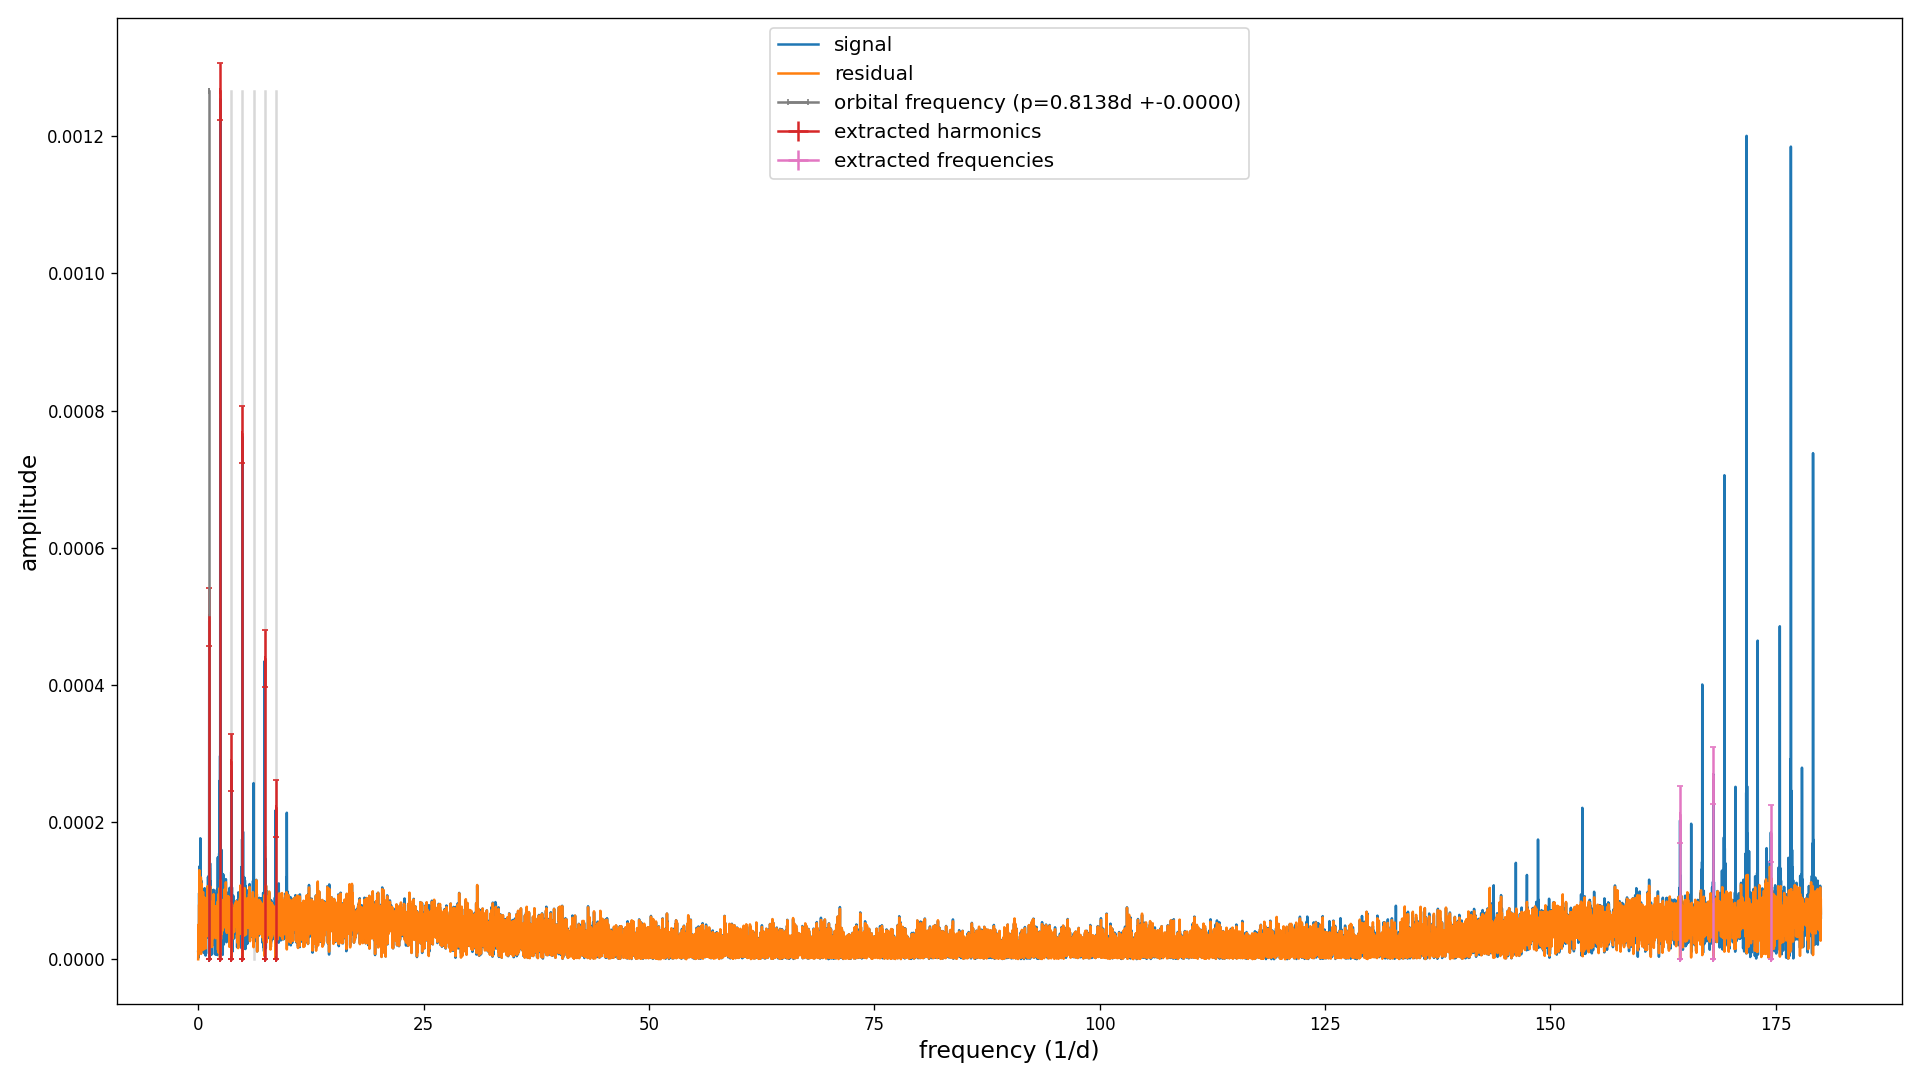 signal
residual
orbital frequency (p=0.8138d +-0.0000)
extracted harmonics
extracted frequencies
0.0012
0.0010
0.0008
0.0006
0.0004
0.0002
0.0000
amplitude
0 25 50 75 100 125 150 175
frequency (1/d)